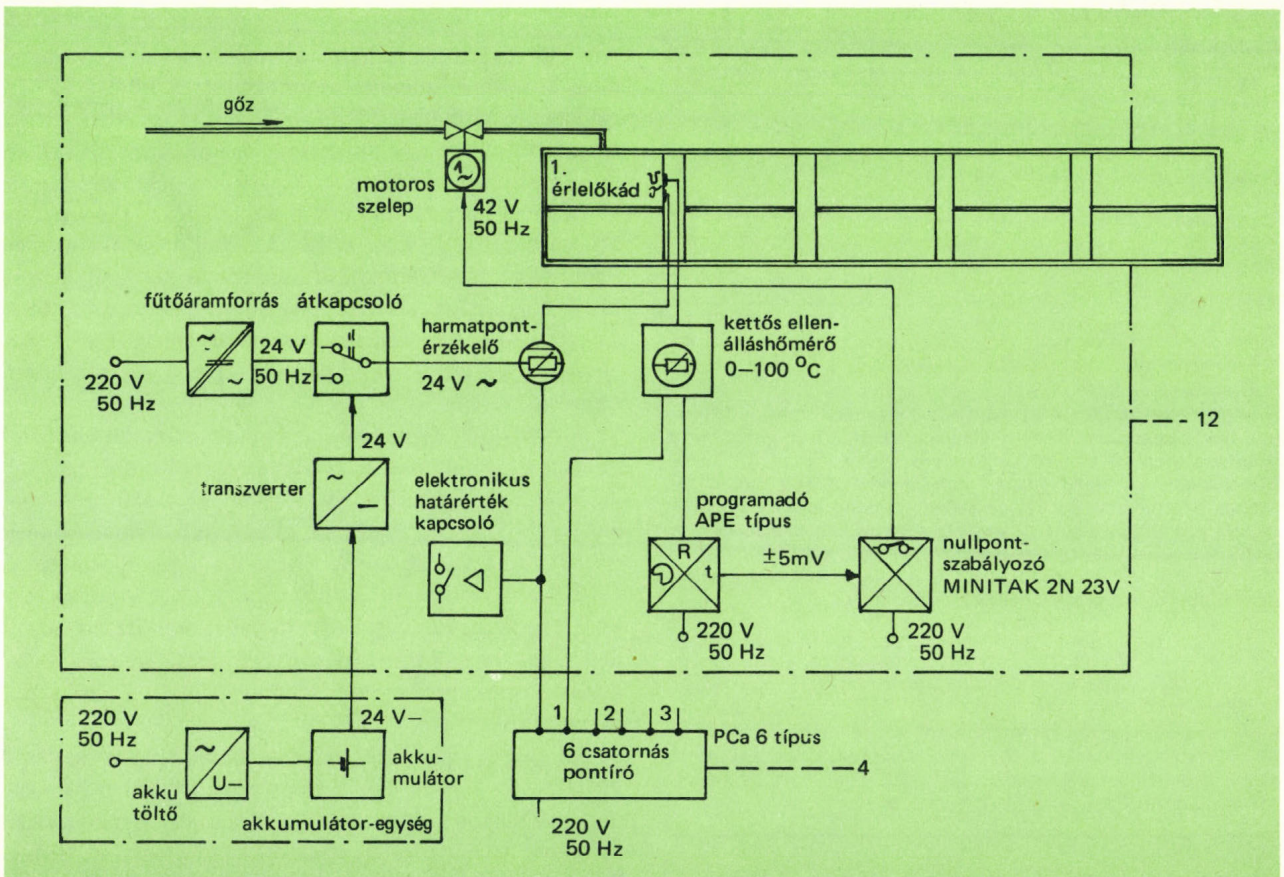 gőz
motoros
szelep
42 V
50 Hz
1.
érlelőkád
fűtőáramforrás
átkapcsoló
220 V
50 Hz
24 V
50 Hz
harmatpont-
érzékelő
24 V ~
kettős ellen-
álláshőmérő
0–100 °C
12
24 V
transzverter
elektronikus
határérték
kapcsoló
programadó
APE típus
R
t
±5mV
220 V
50 Hz
nullpont-
szabályozó
MINITAK 2N 23V
220 V
50 Hz
220 V
50 Hz
U–
akku
töltő
24 V–
akku-
mulátor
akkumulátor-egység
1 2 3
6 csatornás
pontíró
PCa 6 típus
4
220 V
50 Hz